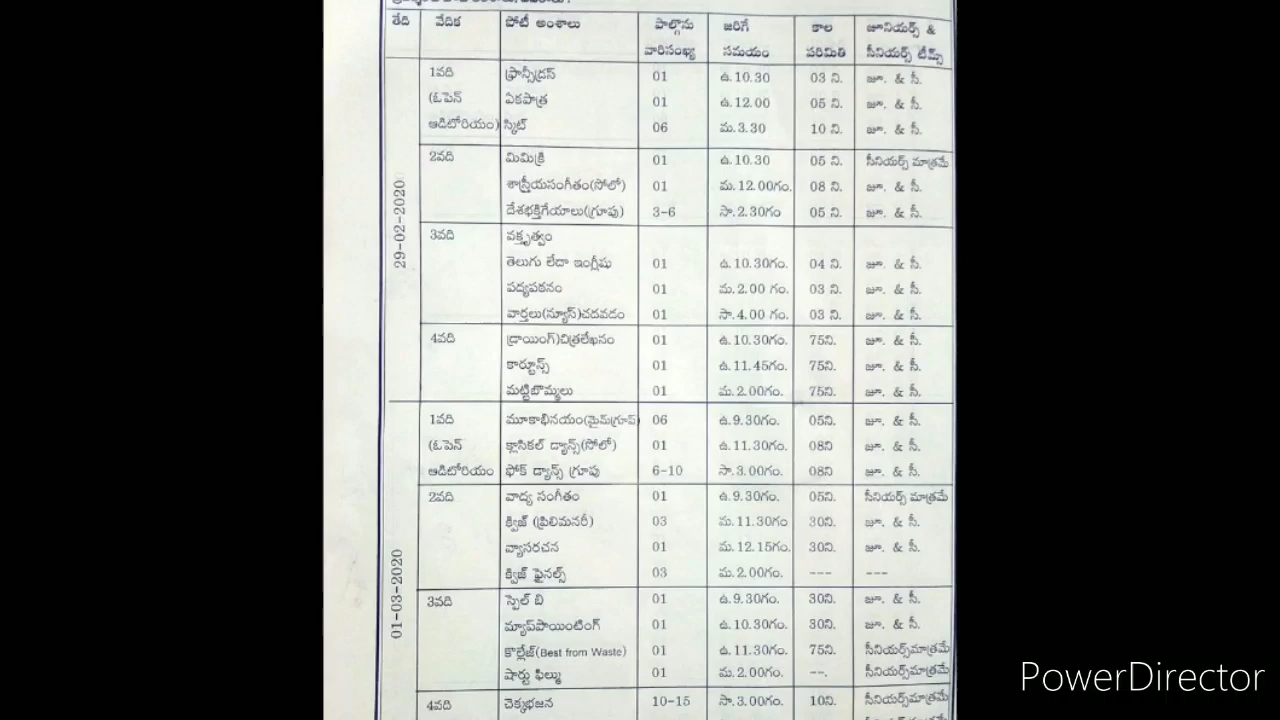 తేది వేదిక పోటీ అంశాలు పాల్గొను జరిగే కాల జూనియర్స్ &
వారిసంఖ్య సమయం పరిమితి సీనియర్స్ టీమ్స్
29-02-2020
1వది ఫ్రాన్సీడ్రస్ 01 ఉ.10.30 03 ని. జూ. & సీ.
(ఓపెన్ ఏకపాత్ర 01 ఉ.12.00 05 ని. జూ. & సీ.
ఆడిటోరియం) స్కిట్ 06 మ.3.30 10 ని. జూ. & సీ.
2వది మిమిక్రి 01 ఉ.10.30 05 ని. సీనియర్స్ మాత్రమే
శాస్త్రీయసంగీతం(సోలో) 01 మ.12.00గం. 08 ని. జూ. & సీ.
దేశభక్తిగేయాలు(గ్రూపు) 3-6 సా.2.30గం 05 ని. జూ. & సీ.
3వది వక్తృత్వం
తెలుగు లేదా ఇంగ్లీషు 01 ఉ.10.30గం. 04 ని. జూ. & సీ.
పద్యపఠనం 01 మ.2.00 గం. 03 ని. జూ. & సీ.
వార్తలు(న్యూస్)చదవడం 01 సా.4.00 గం. 03 ని. జూ. & సీ.
4వది (డ్రాయింగ్)చిత్రలేఖనం 01 ఉ.10.30గం. 75ని. జూ. & సీ.
కార్టూన్స్ 01 ఉ.11.45గం. 75ని. జూ. & సీ.
మట్టిబొమ్మలు 01 మ.2.00గం. 75ని. జూ. & సీ.
01-03-2020
1వది మూకాభినయం(మైమ్‌గ్రూప్) 06 ఉ.9.30గం. 05ని. జూ. & సీ.
(ఓపెన్ క్లాసికల్ డ్యాన్స్(సోలో) 01 ఉ.11.30గం. 08ని జూ. & సీ.
ఆడిటోరియం ఫోక్ డ్యాన్స్ గ్రూపు 6-10 సా.3.00గం. 08ని జూ. & సీ.
2వది వాద్య సంగీతం 01 ఉ.9.30గం. 05ని. సీనియర్స్ మాత్రమే
క్విజ్ (ప్రిలిమనరీ) 03 మ.11.30గం 30ని. జూ. & సీ.
వ్యాసరచన 01 మ.12.15గం. 30ని. జూ. & సీ.
క్విజ్ ఫైనల్స్ 03 మ.2.00గం. --- ---
3వది స్పెల్ బి 01 ఉ.9.30గం. 30ని. జూ. & సీ.
మ్యాప్‌పాయింటింగ్ 01 ఉ.10.30గం. 30ని. జూ. & సీ.
కొల్లేజ్(Best from Waste) 01 ఉ.11.30గం. 75ని. సీనియర్స్‌మాత్రమే
షార్టు ఫిల్ము 01 మ.2.00గం. --. సీనియర్స్‌మాత్రమే
4వది చెక్కభజన 10-15 సా.3.00గం. 10ని. సీనియర్స్‌మాత్రమే
PowerDirector